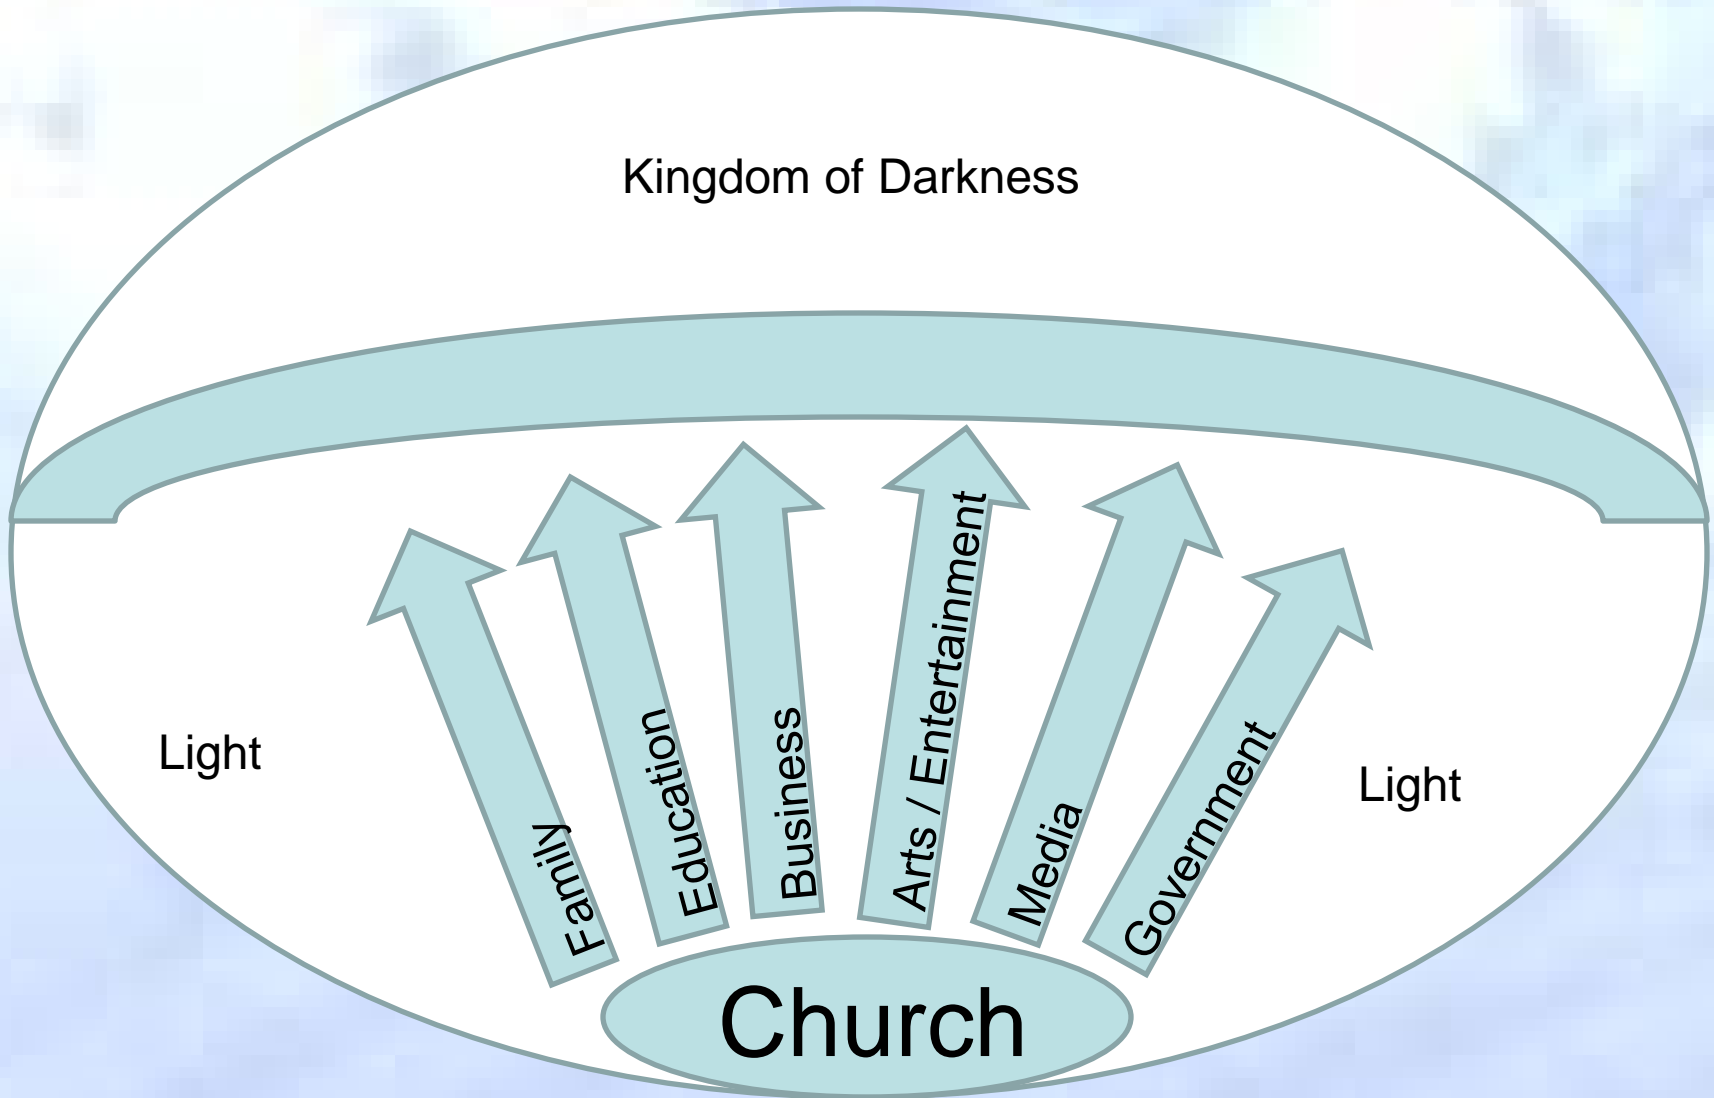 Kingdom of Darkness
Light
Family
Education
Business
Arts / Entertainment
Media
Government
Light
Church